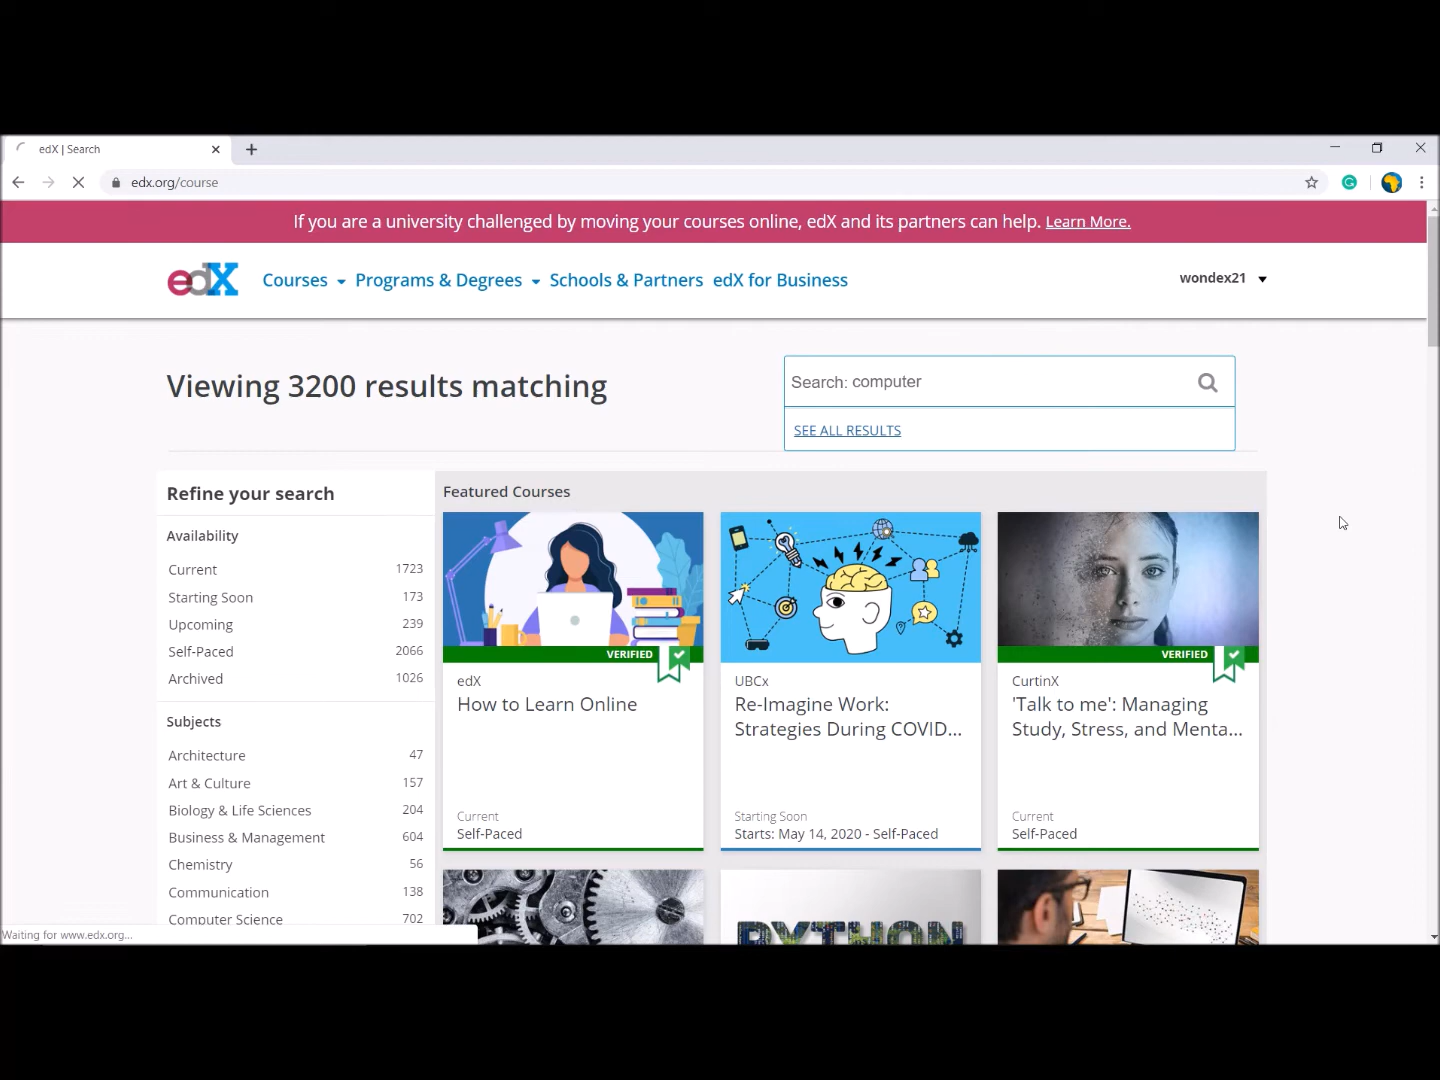 edX | Search
edx.org/course
If you are a university challenged by moving your courses online, edX and its partners can help. Learn More.
edX Courses Programs & Degrees Schools & Partners edX for Business wondex21
Viewing 3200 results matching
Search: computer
SEE ALL RESULTS
Refine your search
Availability
Current 1723
Starting Soon 173
Upcoming 239
Self-Paced 2066
Archived 1026
Subjects
Architecture 47
Art & Culture 157
Biology & Life Sciences 204
Business & Management 604
Chemistry 56
Communication 138
Computer Science 702
Featured Courses
VERIFIED
edX
How to Learn Online
Current
Self-Paced
UBCx
Re-Imagine Work:
Strategies During COVID...
Starting Soon
Starts: May 14, 2020 - Self-Paced
VERIFIED
CurtinX
'Talk to me': Managing
Study, Stress, and Menta...
Current
Self-Paced
PYTHON
Waiting for www.edx.org...